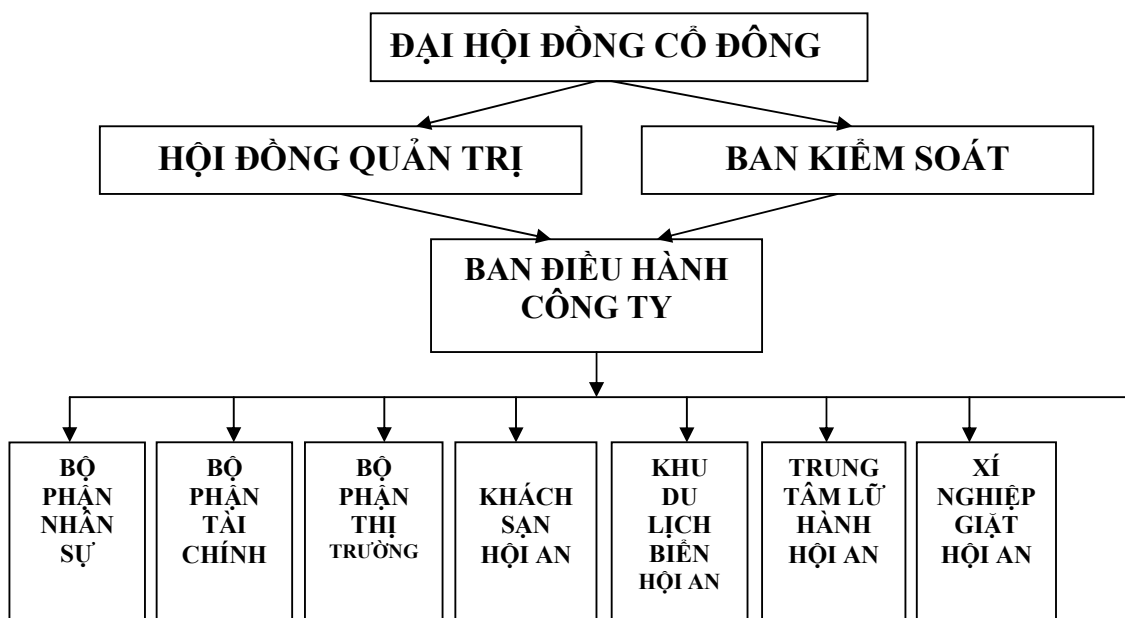 ĐẠI HỘI ĐỒNG CỔ ĐÔNG
HỘI ĐỒNG QUẢN TRỊ
BAN KIỂM SOÁT
BAN ĐIỀU HÀNH
CÔNG TY
BỘ
PHẬN
NHÂN
SỰ
BỘ
PHẬN
TÀI
CHÍNH
BỘ
PHẬN
THỊ
TRƯỜNG
KHÁCH
SẠN
HỘI AN
KHU
DU
LỊCH
BIỂN
HỘI AN
TRUNG
TÂM LỮ
HÀNH
HỘI AN
XÍ
NGHIỆP
GIẶT
HỘI AN